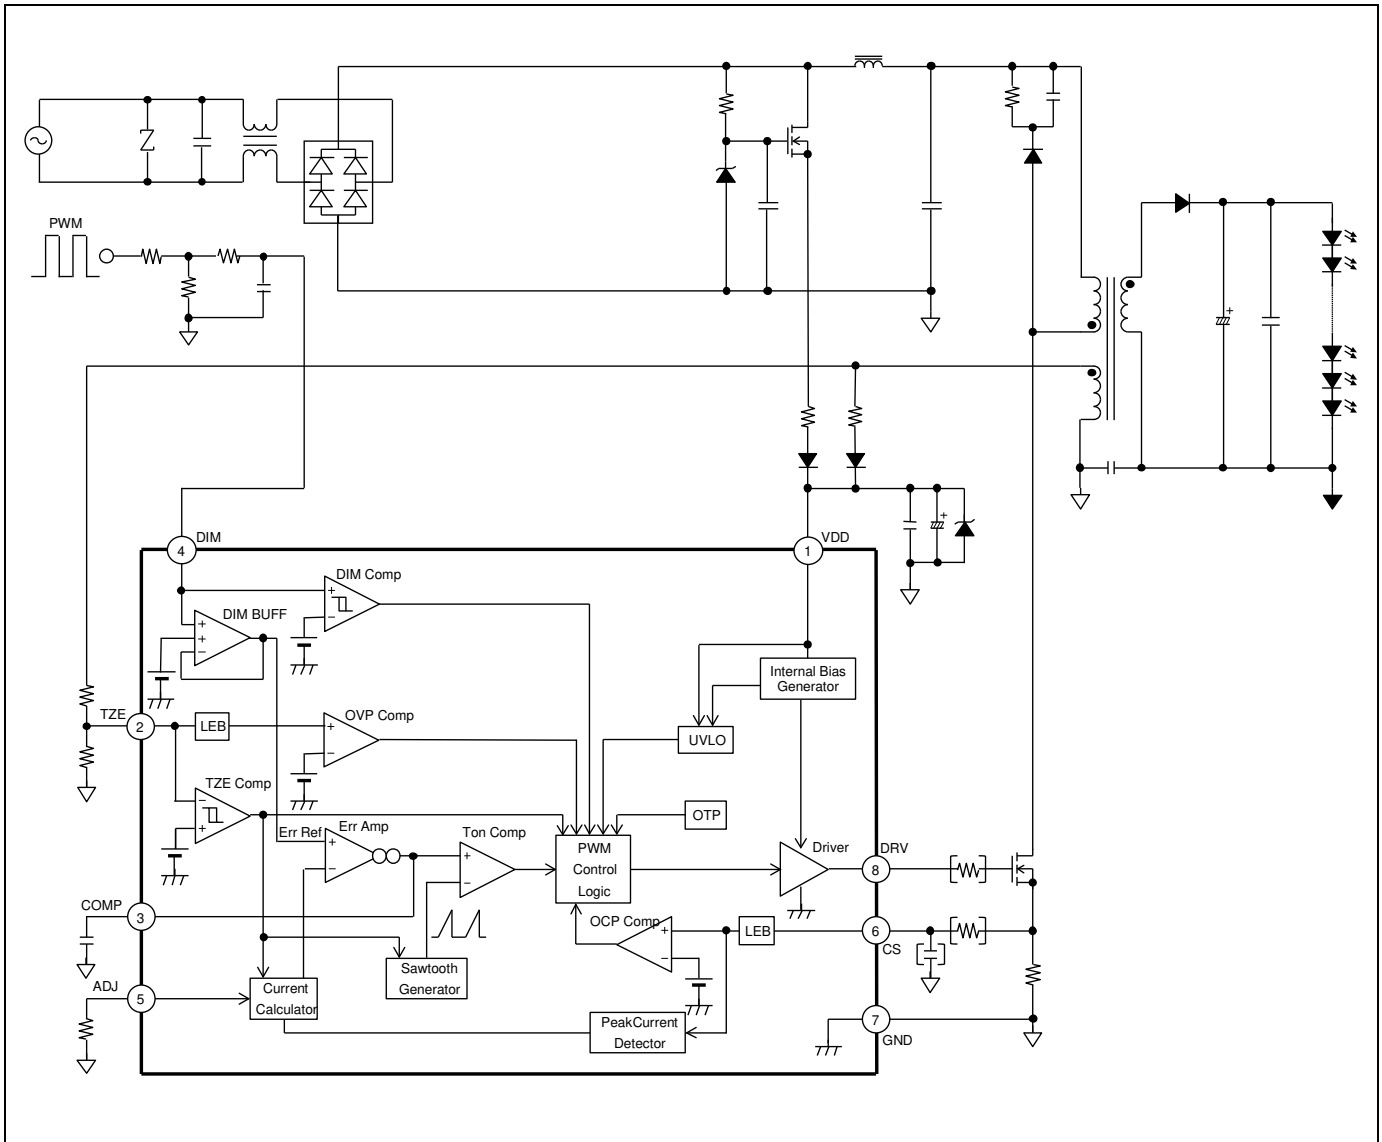 PWM
4
DIM
1
VDD
DIM Comp
+
−
DIM BUFF
+
+
−
Internal Bias
Generator
TZE
2
LEB
OVP Comp
+
−
UVLO
TZE Comp
−
+
OTP
Err Ref
Err Amp
+
−
Ton Comp
+
−
PWM
Control
Logic
Driver
DRV
8
COMP
3
OCP Comp
+
−
LEB
6
CS
ADJ
5
Current
Calculator
Sawtooth
Generator
PeakCurrent
Detector
7
GND
+
+